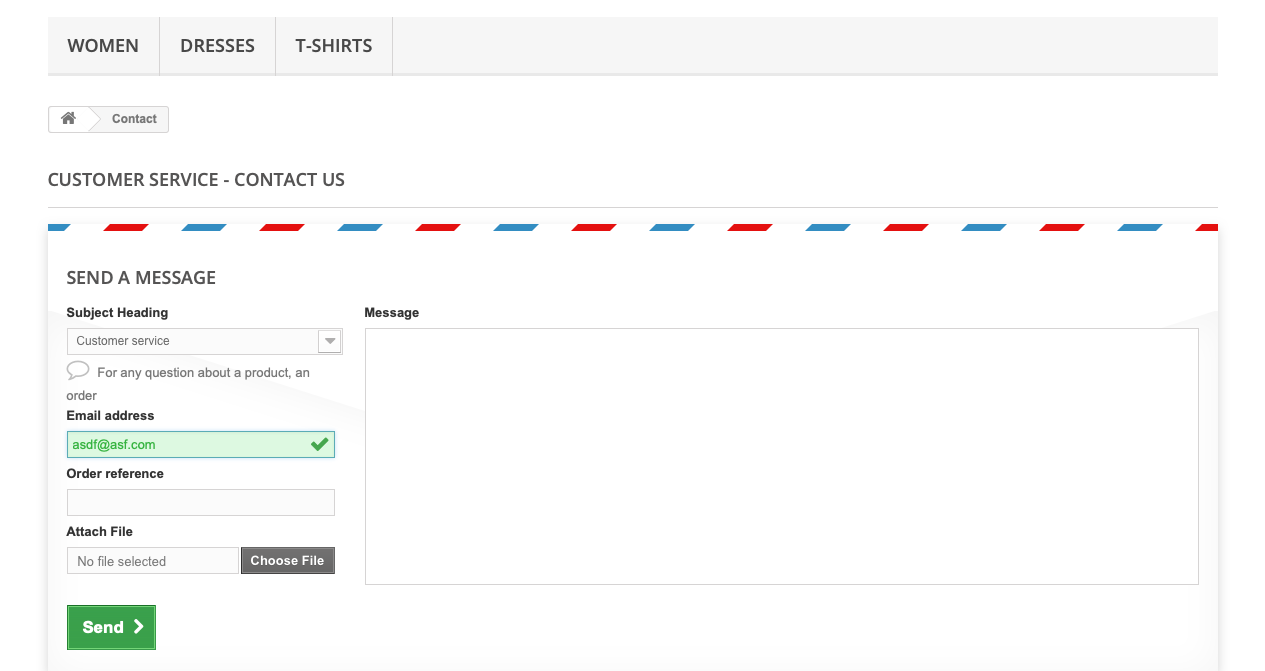 WOMEN DRESSES T-SHIRTS
Contact
CUSTOMER SERVICE - CONTACT US
SEND A MESSAGE
Subject Heading
Customer service
For any question about a product, an
order
Email address
asdf@asf.com
Order reference
Attach File
No file selected Choose File
Send
Message